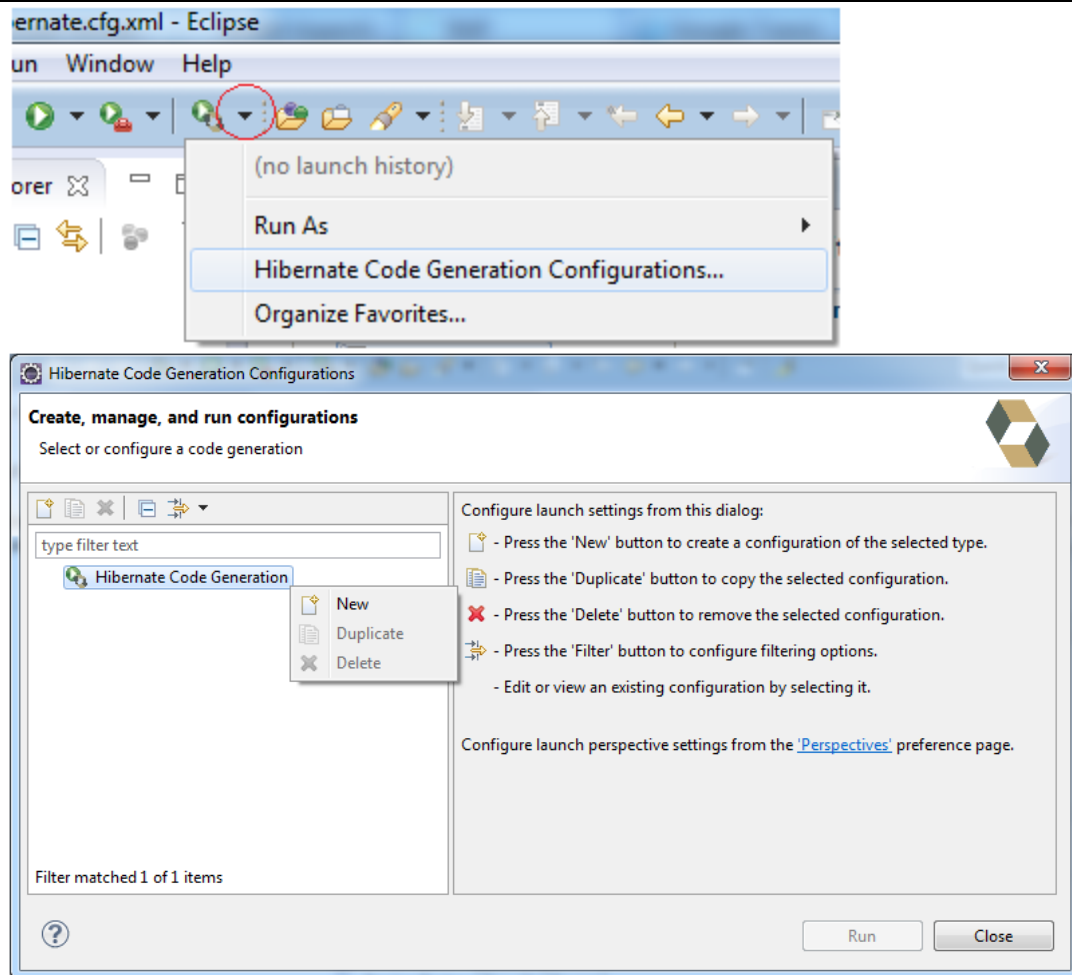 ernate.cfg.xml - Eclipse
un Window Help
(no launch history)
orer
Run As
Hibernate Code Generation Configurations...
Organize Favorites...
Hibernate Code Generation Configurations
Create, manage, and run configurations
Select or configure a code generation
type filter text
Hibernate Code Generation
New
Duplicate
Delete
Filter matched 1 of 1 items
Configure launch settings from this dialog:
- Press the 'New' button to create a configuration of the selected type.
- Press the 'Duplicate' button to copy the selected configuration.
- Press the 'Delete' button to remove the selected configuration.
- Press the 'Filter' button to configure filtering options.
- Edit or view an existing configuration by selecting it.
Configure launch perspective settings from the 'Perspectives' preference page.
Run
Close